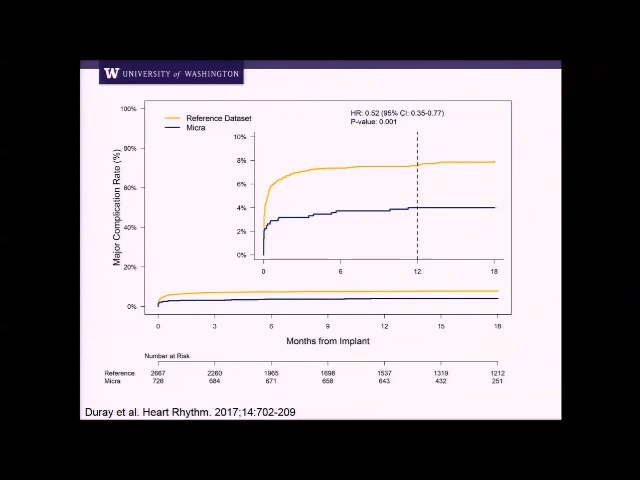 W UNIVERSITY of WASHINGTON
100%
80%
60%
40%
20%
0%
Major Complication Rate (%)
Reference Dataset
Micra
HR: 0.52 (95% CI: 0.35-0.77)
P-value: 0.001
10%
8%
6%
4%
2%
0%
0 6 12 18
0 3 6 9 12 15 18
Months from Implant
Number at Risk
Reference 2667 2260 1965 1698 1537 1319 1212
Micra 726 684 671 658 643 432 251
Duray et al. Heart Rhythm. 2017;14:702-209